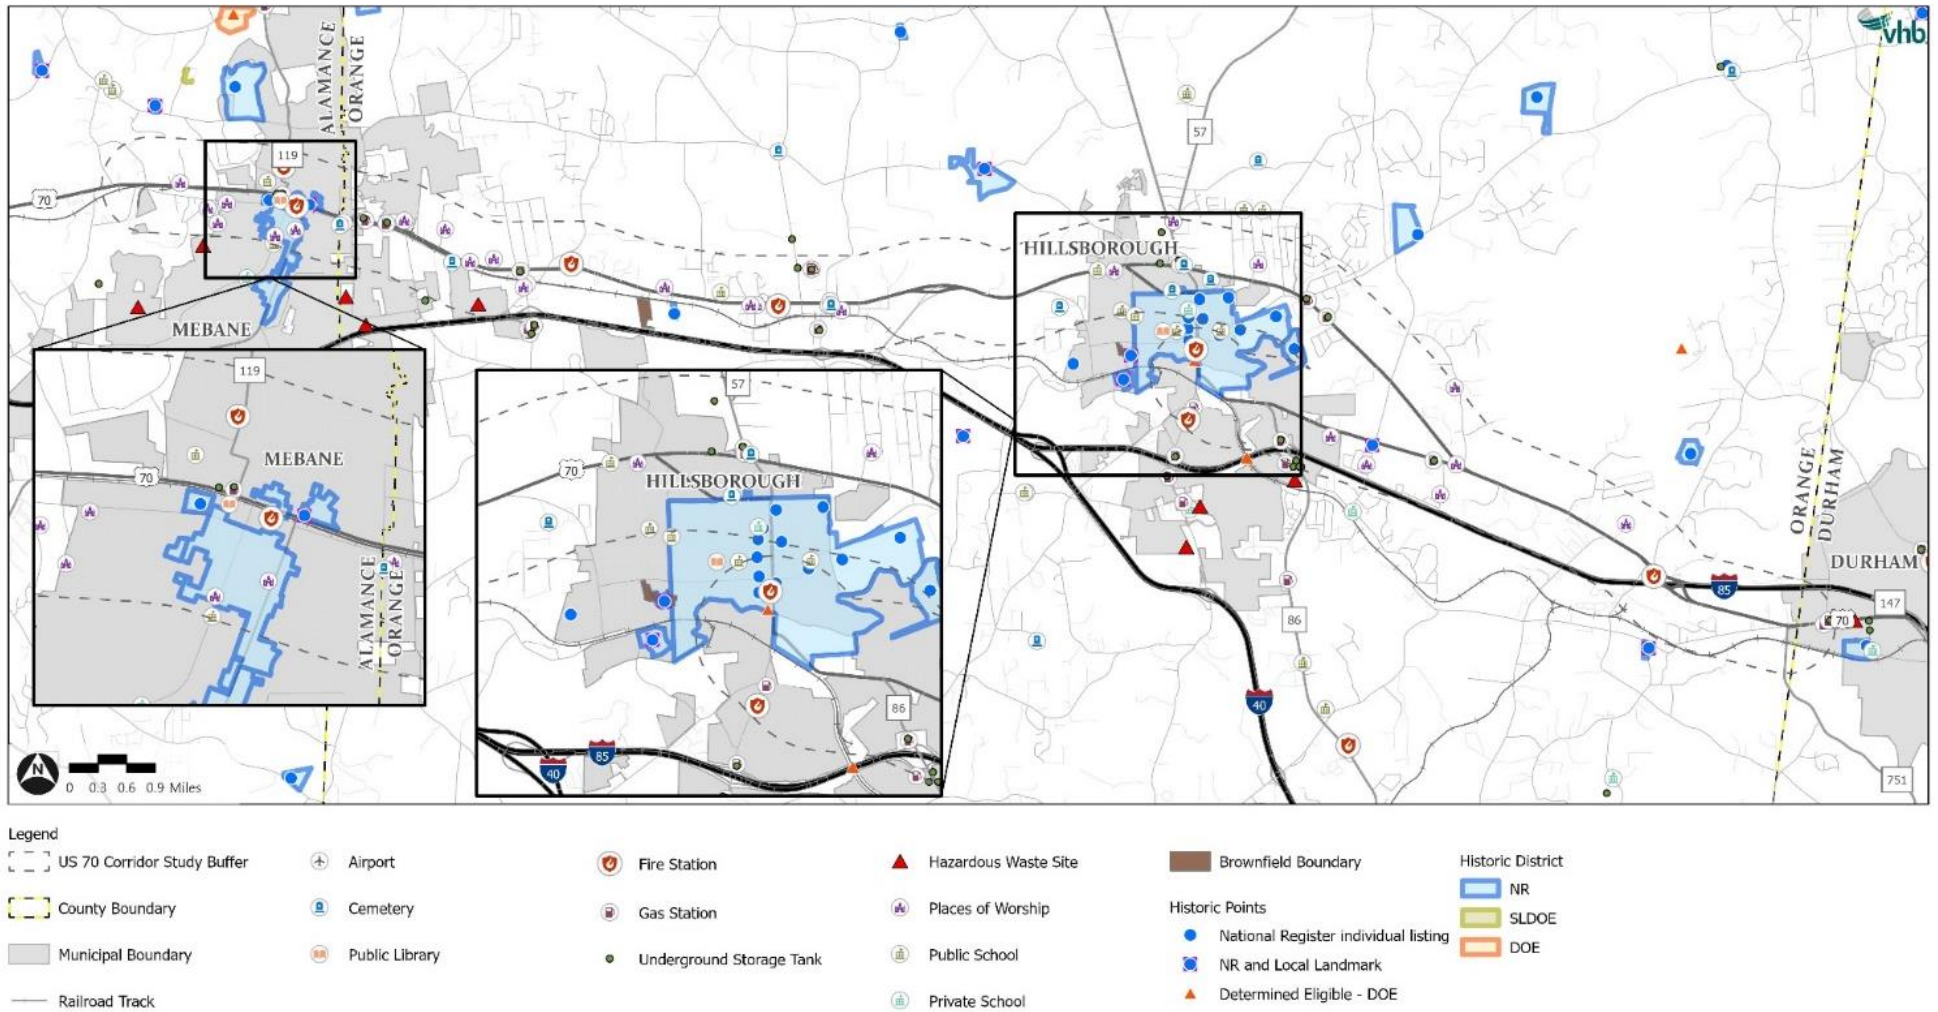 vhb
ALAMANCE
ORANGE
119
57
70
HILLSBOROUGH
MEBANE
119
57
MEBANE
70
70
HILLSBOROUGH
ALAMANCE
ORANGE
ORANGE
DURHAM
DURHAM
85
147
70
86
86
40
85
40
751
N
0 0.3 0.6 0.9 Miles
Legend
US 70 Corridor Study Buffer
County Boundary
Municipal Boundary
Railroad Track
Airport
Cemetery
Public Library
Fire Station
Gas Station
Underground Storage Tank
Hazardous Waste Site
Places of Worship
Public School
Private School
Brownfield Boundary
Historic Points
National Register individual listing
NR and Local Landmark
Determined Eligible - DOE
Historic District
NR
SLDOE
DOE